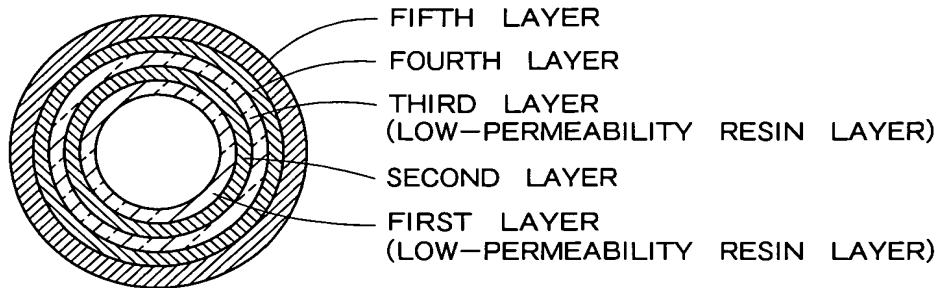 FIFTH LAYER
FOURTH LAYER
THIRD LAYER
(LOW-PERMEABILITY RESIN LAYER)
SECOND LAYER
FIRST LAYER
(LOW-PERMEABILITY RESIN LAYER)